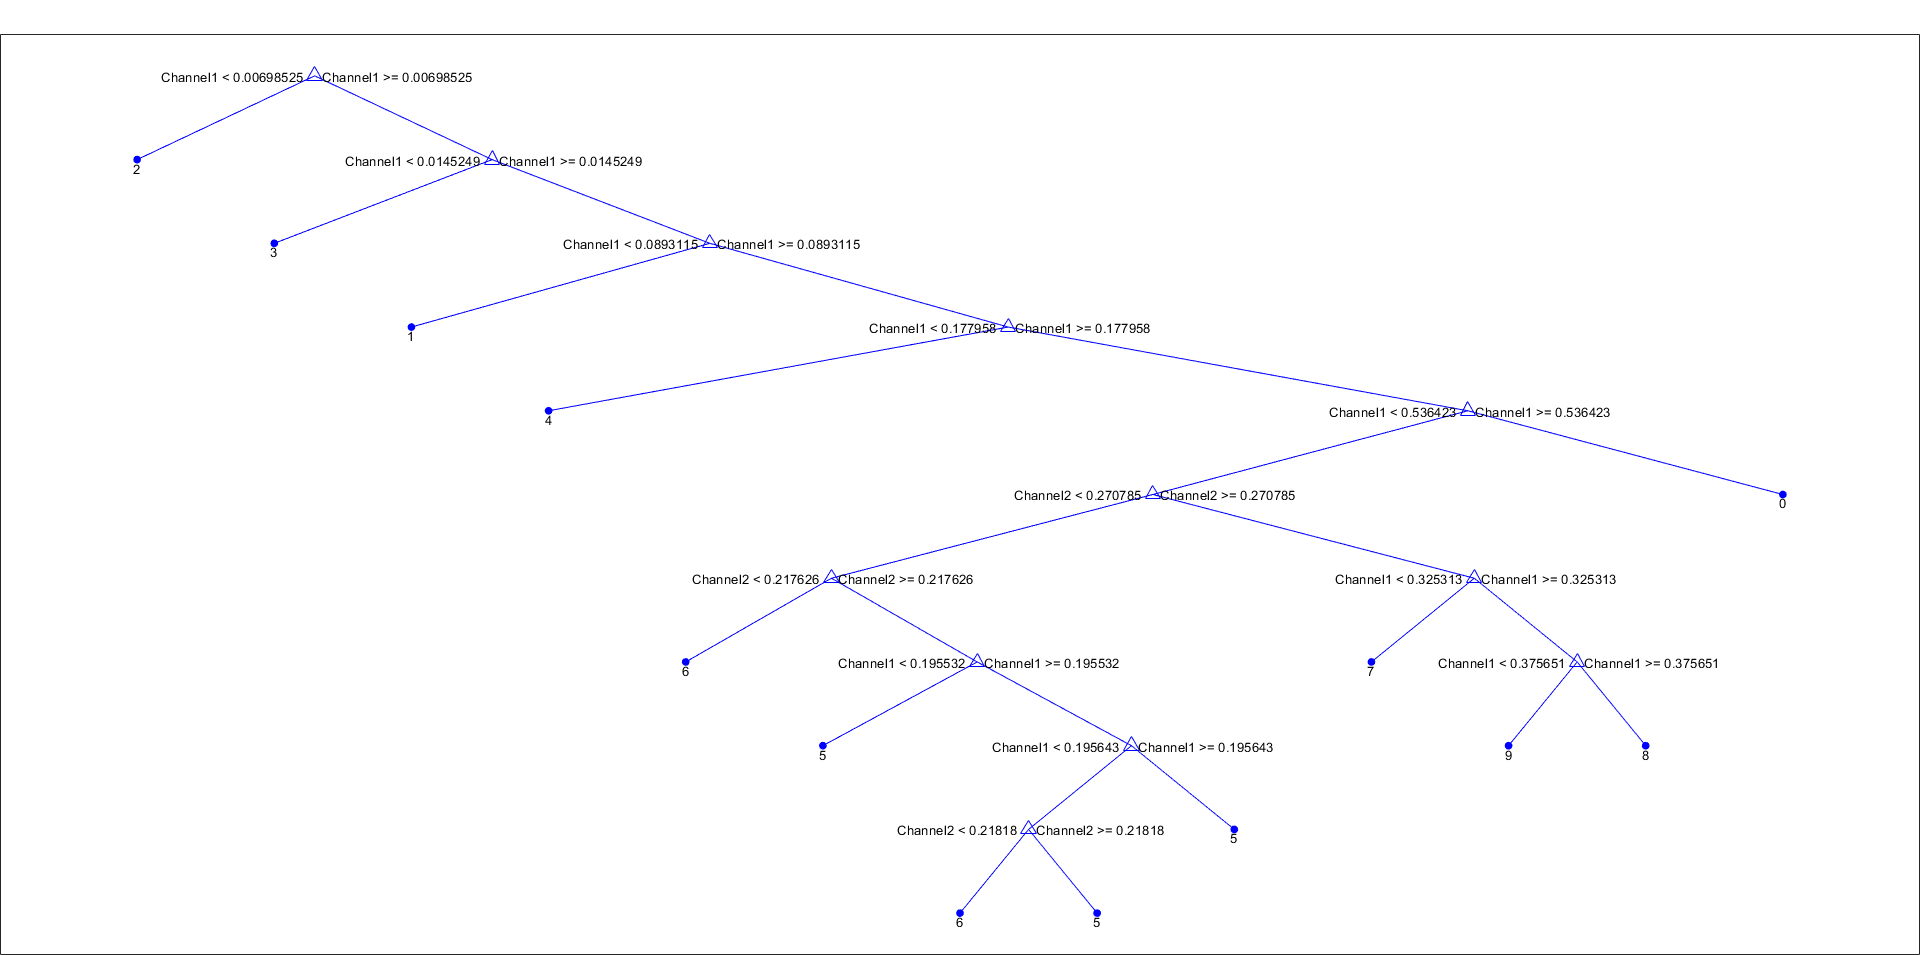 Channel1 < 0.00698525 Channel1 >= 0.00698525
2
Channel1 < 0.0145249 Channel1 >= 0.0145249
3
Channel1 < 0.0893115 Channel1 >= 0.0893115
1
Channel1 < 0.177958 Channel1 >= 0.177958
4
Channel1 < 0.536423 Channel1 >= 0.536423
Channel2 < 0.270785 Channel2 >= 0.270785
0
Channel2 < 0.217626 Channel2 >= 0.217626
Channel1 < 0.325313 Channel1 >= 0.325313
6
Channel1 < 0.195532 Channel1 >= 0.195532
7
Channel1 < 0.375651 Channel1 >= 0.375651
5
Channel1 < 0.195643 Channel1 >= 0.195643
9
8
Channel2 < 0.21818 Channel2 >= 0.21818
5
6
5